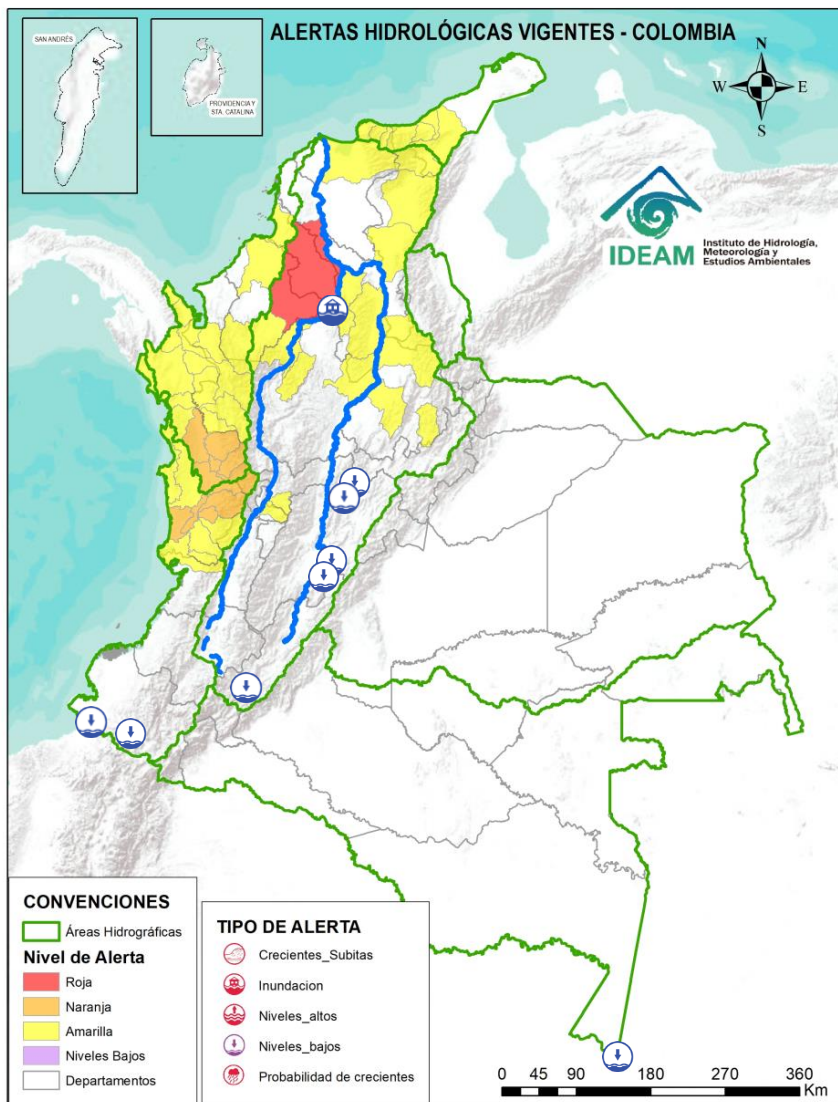 ALERTAS HIDROLÓGICAS VIGENTES - COLOMBIA
SAN ANDRÉS
PROVIDENCIA Y
STA. CATALINA
N
W
E
S
IDEAM
Instituto de Hidrología,
Meteorología y
Estudios Ambientales
CONVENCIONES
Áreas Hidrográficas
Nivel de Alerta
Roja
Naranja
Amarilla
Niveles Bajos
Departamentos
TIPO DE ALERTA
Crecientes_Subitas
Inundacion
Niveles_altos
Niveles_bajos
Probabilidad de crecientes
0 45 90 180 270 360
Km